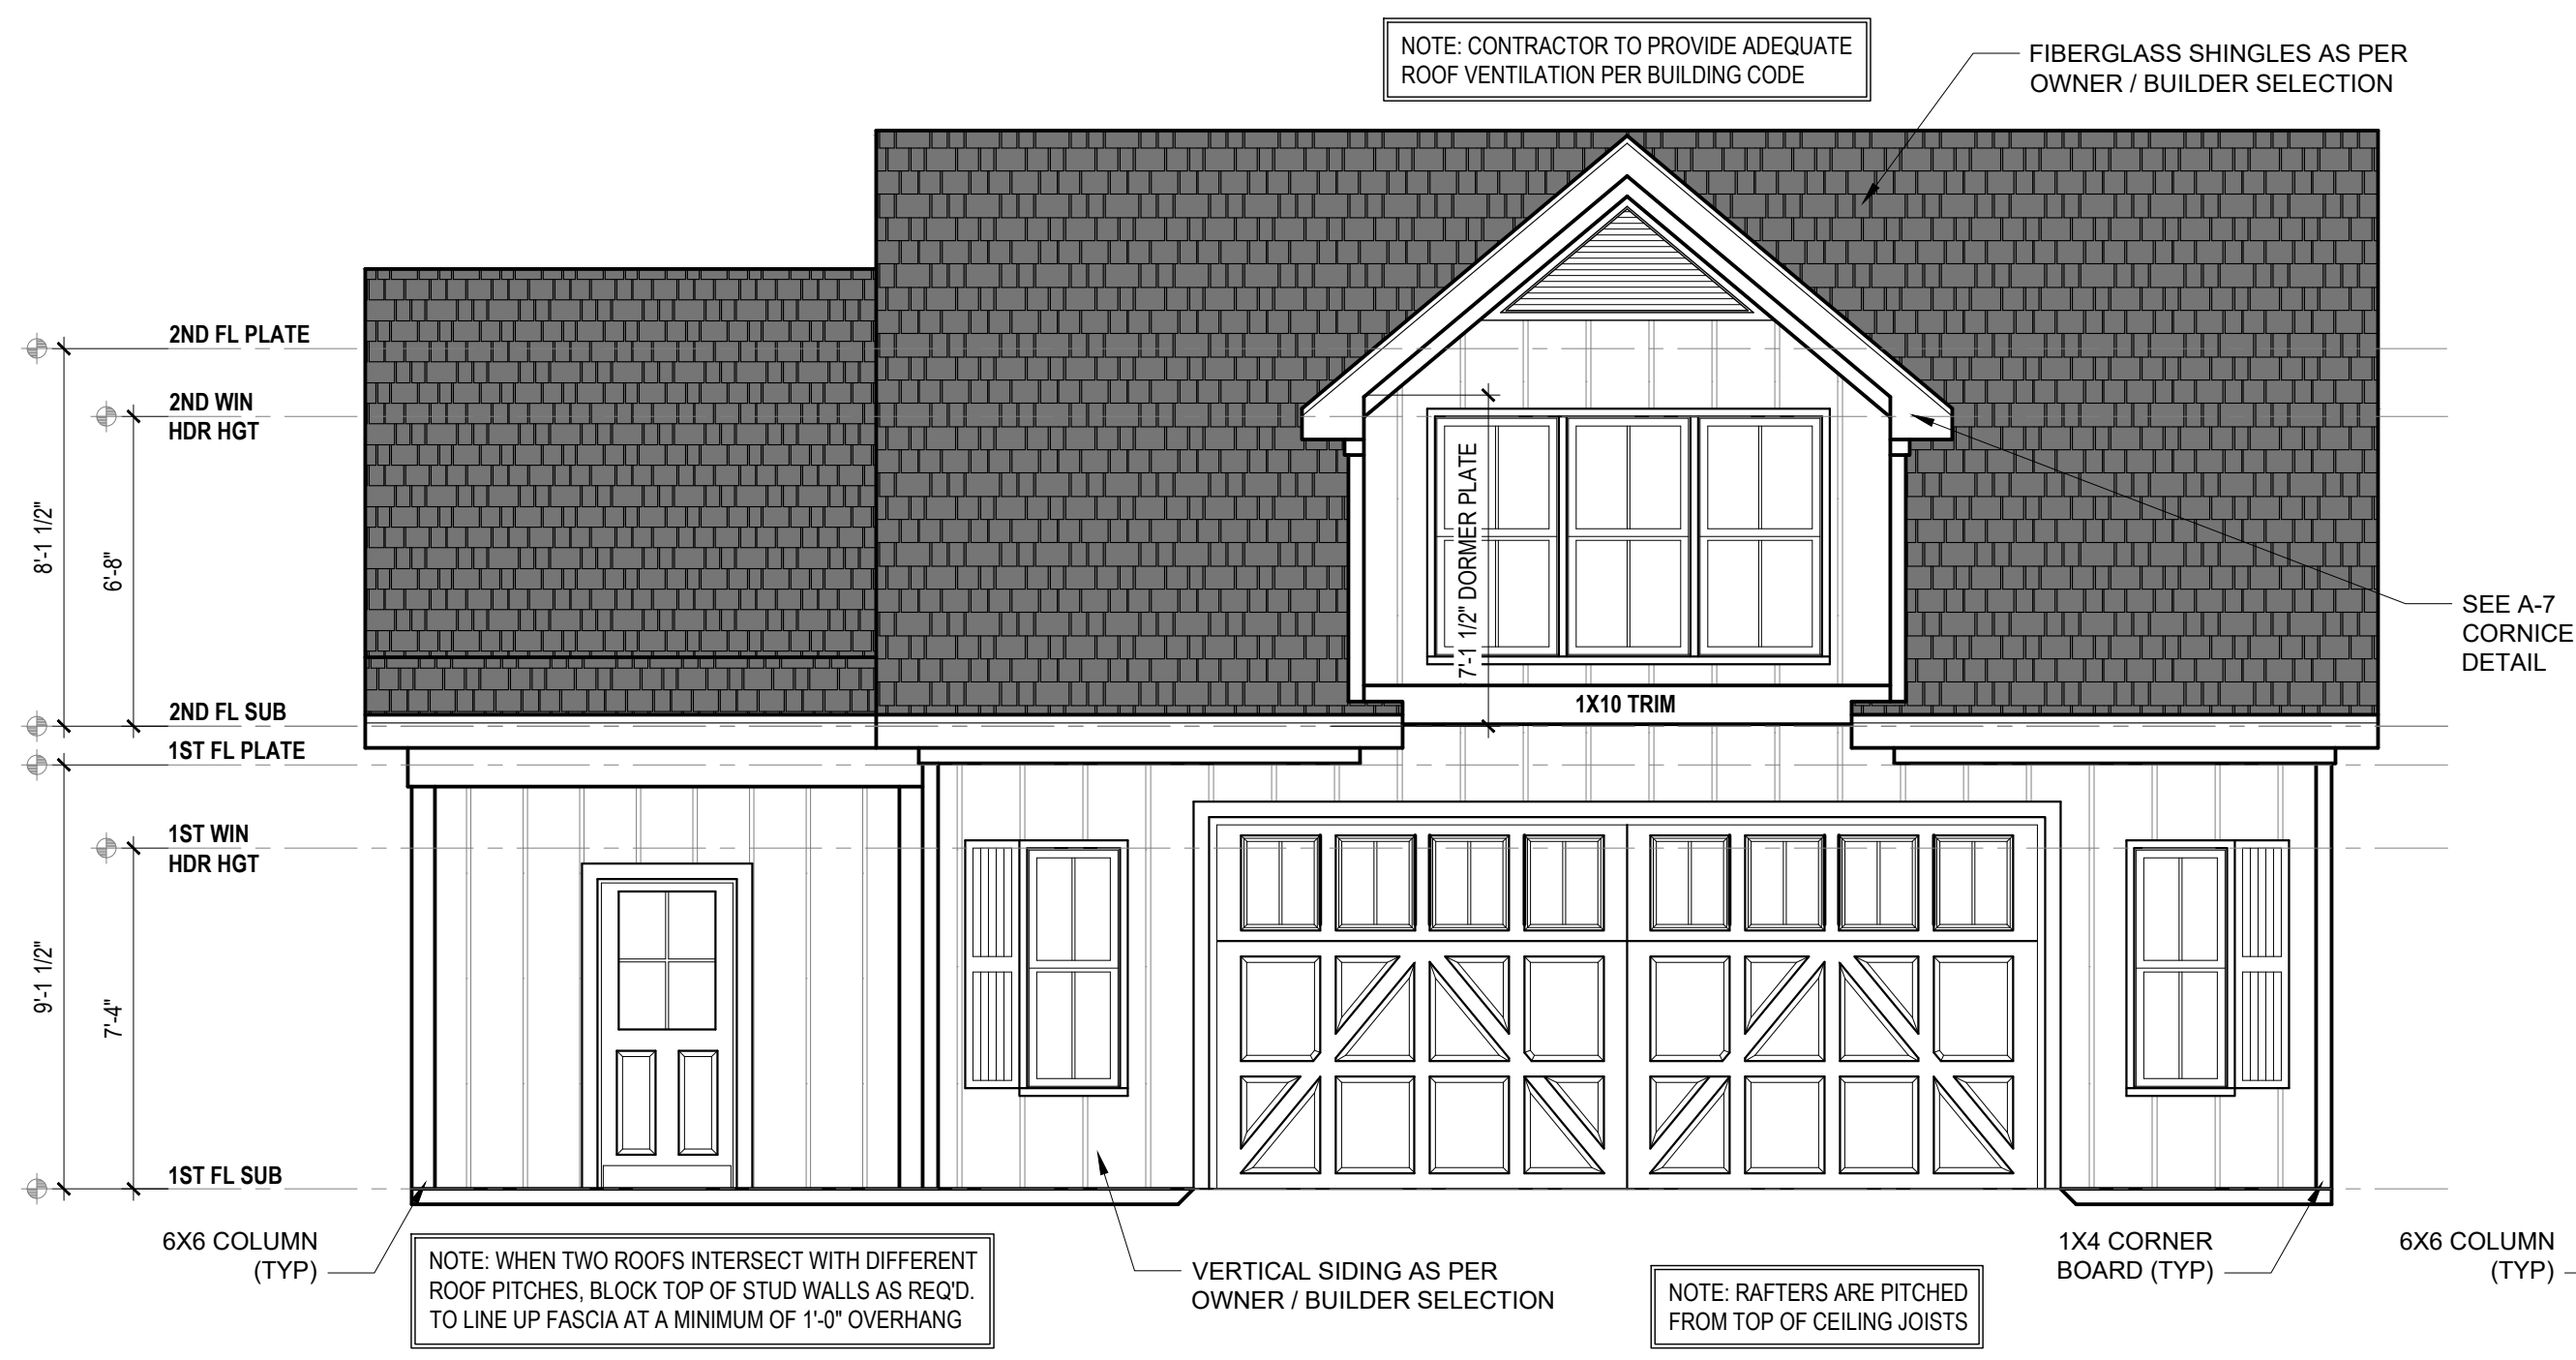 NOTE: CONTRACTOR TO PROVIDE ADEQUATE
ROOF VENTILATION PER BUILDING CODE
FIBERGLASS SHINGLES AS PER
OWNER / BUILDER SELECTION
2ND FL PLATE
2ND WIN
HDR HGT
8'-1 1/2"
6'-8"
7'-1 1/2" DORMER PLATE
SEE A-7
CORNICE
DETAIL
1X10 TRIM
2ND FL SUB
1ST FL PLATE
1ST WIN
HDR HGT
9'-1 1/2"
7'-4"
1ST FL SUB
6X6 COLUMN
(TYP)
NOTE: WHEN TWO ROOFS INTERSECT WITH DIFFERENT
ROOF PITCHES, BLOCK TOP OF STUD WALLS AS REQ'D.
TO LINE UP FASCIA AT A MINIMUM OF 1'-0" OVERHANG
VERTICAL SIDING AS PER
OWNER / BUILDER SELECTION
NOTE: RAFTERS ARE PITCHED
FROM TOP OF CEILING JOISTS
1X4 CORNER
BOARD (TYP)
6X6 COLUMN
(TYP)